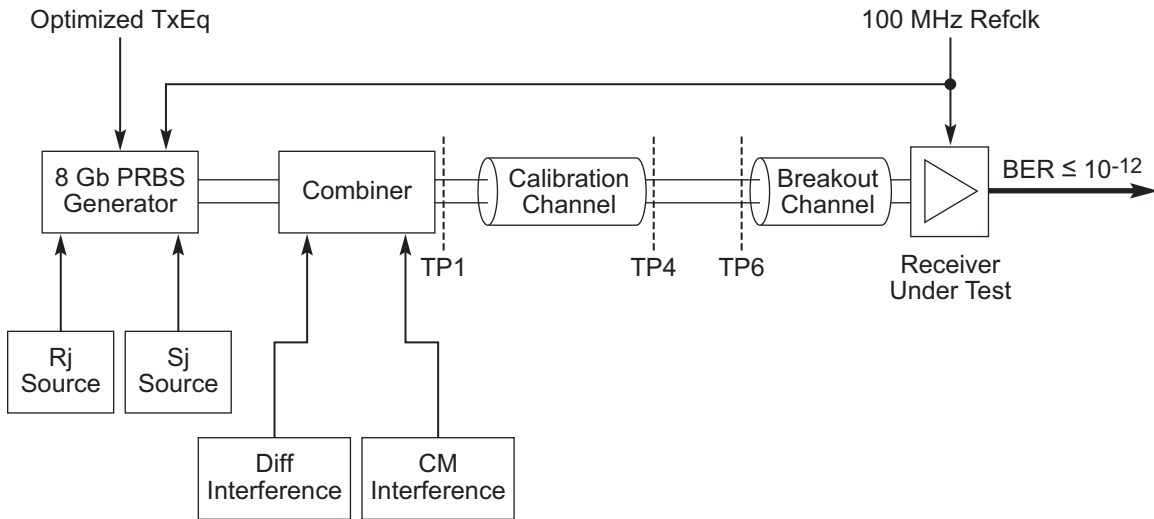 Optimized TxEq
100 MHz Refclk
8 Gb PRBS
Generator
Combiner
Calibration
Channel
Breakout
Channel
BER ≤ 10-12
TP1
TP4
TP6
Receiver
Under Test
Rj
Source
Sj
Source
Diff
Interference
CM
Interference